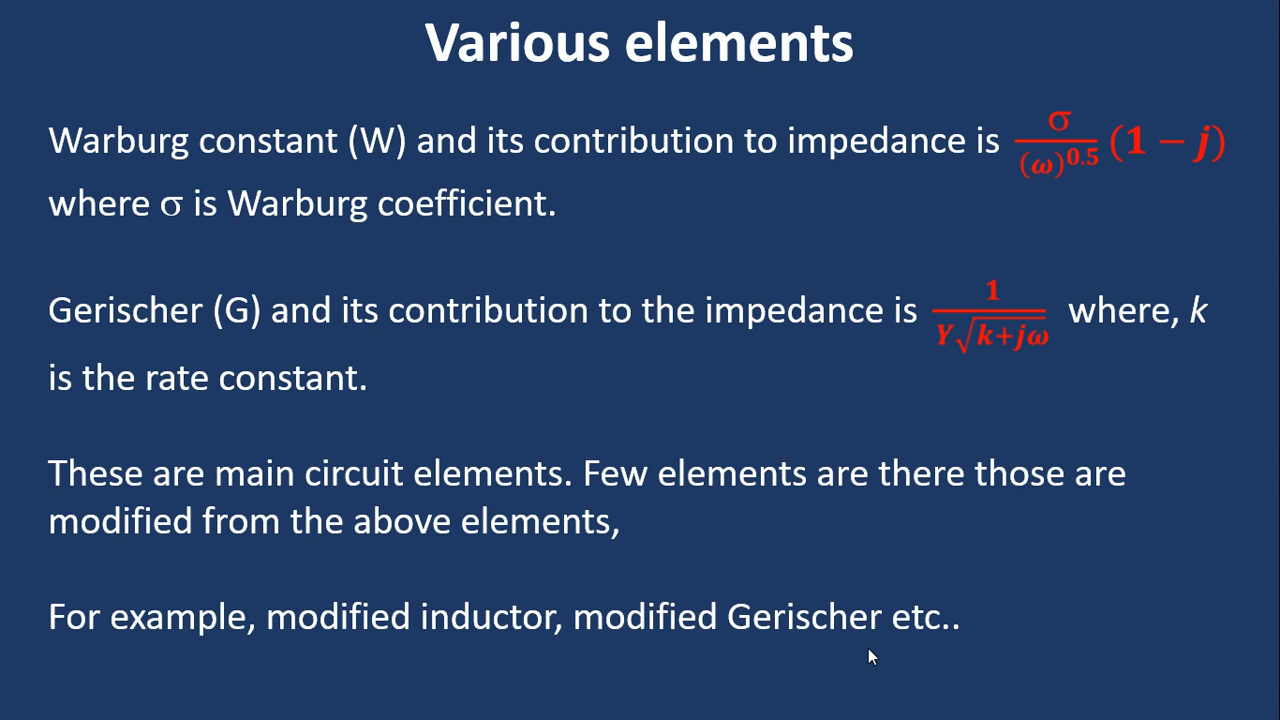 Various elements
Warburg constant (W) and its contribution to impedance is σ/(ω)^0.5 (1 − j)
where σ is Warburg coefficient.
Gerischer (G) and its contribution to the impedance is 1/(Y√(k+jω)) where, k
is the rate constant.
These are main circuit elements. Few elements are there those are
modified from the above elements,
For example, modified inductor, modified Gerischer etc..